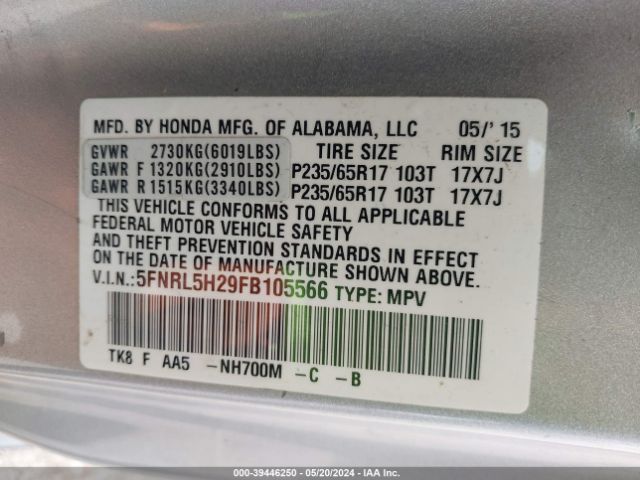 MFD. BY HONDA MFG. OF ALABAMA, LLC 05/' 15
GVWR 2730KG(6019LBS) TIRE SIZE RIM SIZE
GAWR F 1320KG(2910LBS) P235/65R17 103T 17X7J
GAWR R 1515KG(3340LBS) P235/65R17 103T 17X7J
THIS VEHICLE CONFORMS TO ALL APPLICABLE
FEDERAL MOTOR VEHICLE SAFETY
AND THEFT PREVENTION STANDARDS IN EFFECT
ON THE DATE OF MANUFACTURE SHOWN ABOVE.
V.I.N.:5FNRL5H29FB105566 TYPE: MPV
TK8 F AA5 -NH700M -C -B
000-39446250 - 05/20/2024 - IAA Inc.